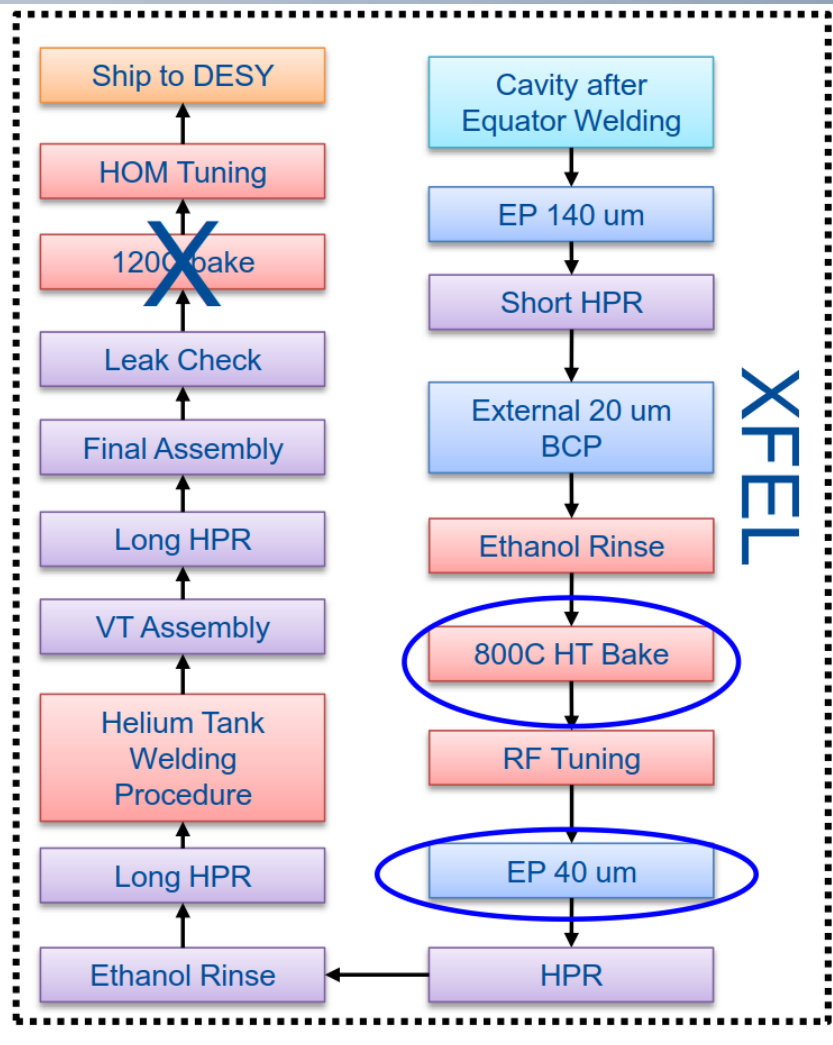 Ship to DESY
HOM Tuning
120C bake
X
Leak Check
Final Assembly
Long HPR
VT Assembly
Helium Tank
Welding
Procedure
Long HPR
Ethanol Rinse
Cavity after
Equator Welding
EP 140 um
Short HPR
External 20 um
BCP
Ethanol Rinse
800C HT Bake
RF Tuning
EP 40 um
HPR
XFEL